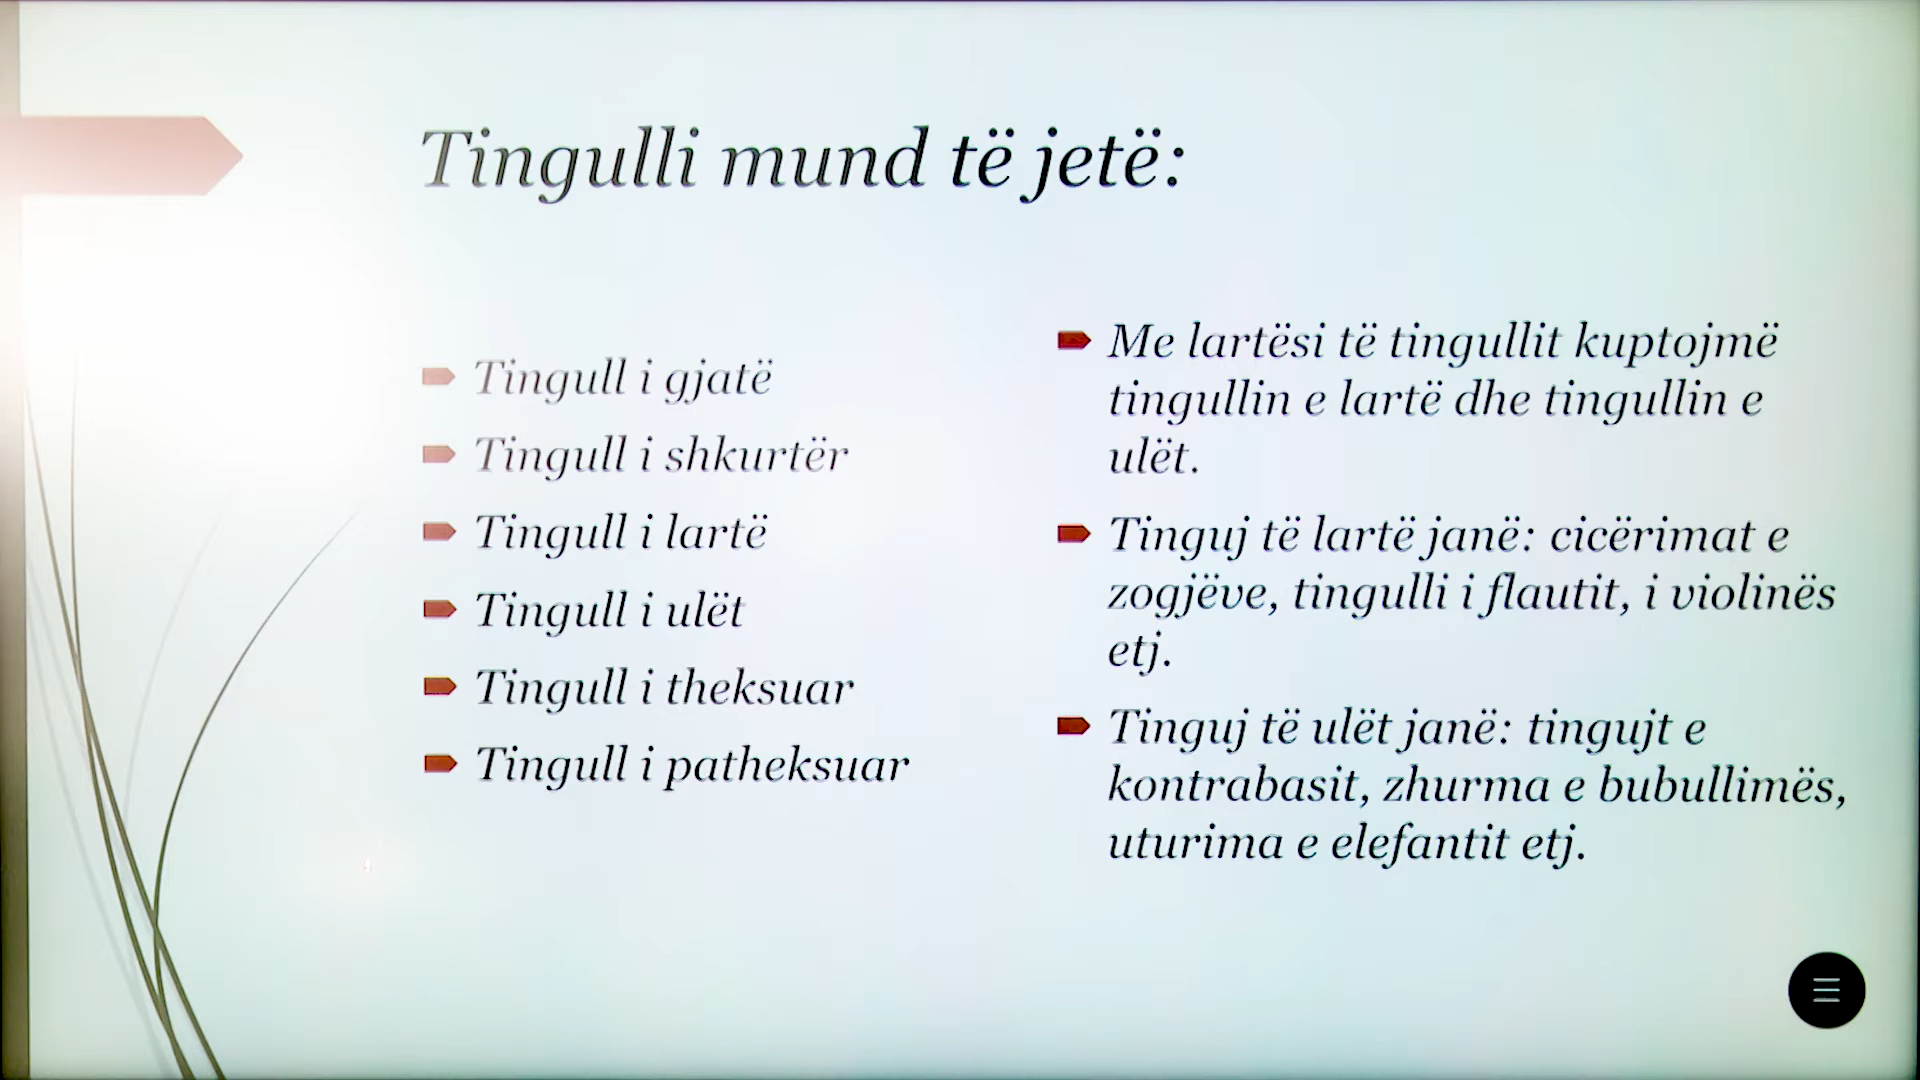 Tingulli mund të jetë:
Tingull i gjatë
Tingull i shkurtër
Tingull i lartë
Tingull i ulët
Tingull i theksuar
Tingull i patheksuar
Me lartësi të tingullit kuptojmë
tingullin e lartë dhe tingullin e
ulët.
Tinguj të lartë janë: cicërimat e
zogjëve, tingulli i flautit, i violinës
etj.
Tinguj të ulët janë: tingujt e
kontrabasit, zhurma e bubullimës,
uturima e elefantit etj.